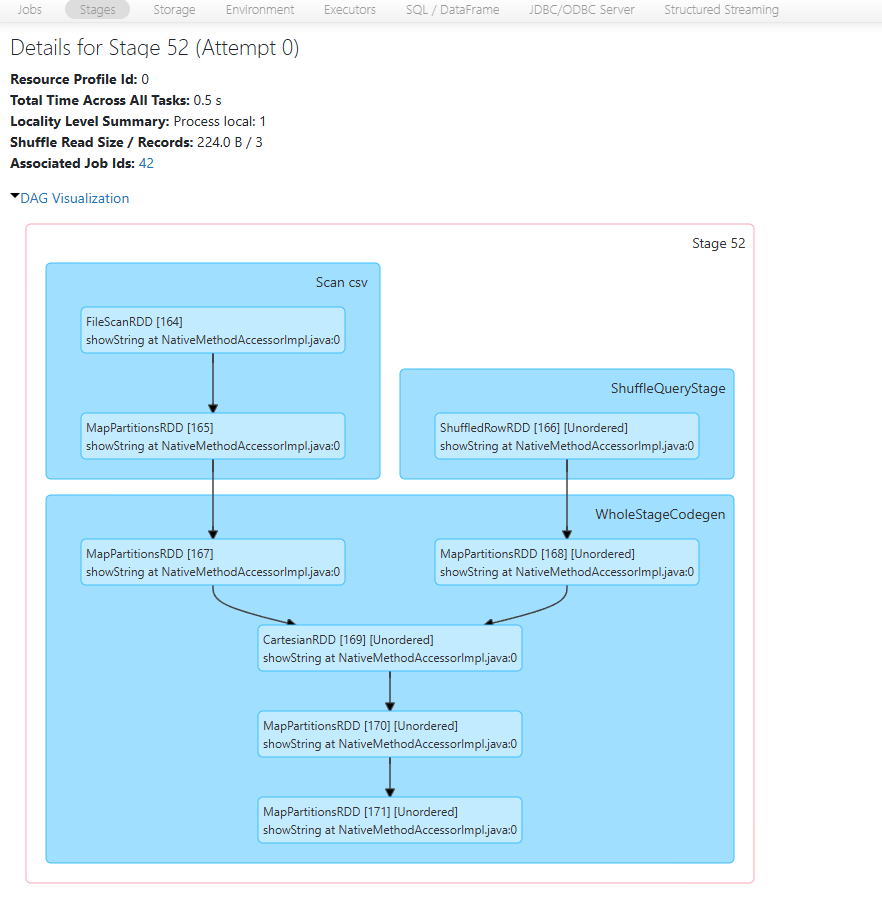 Jobs Stages Storage Environment Executors SQL / DataFrame JDBC/ODBC Server Structured Streaming
Details for Stage 52 (Attempt 0)
Resource Profile Id: 0
Total Time Across All Tasks: 0.5 s
Locality Level Summary: Process local: 1
Shuffle Read Size / Records: 224.0 B / 3
Associated Job Ids: 42
DAG Visualization
Stage 52
Scan csv
FileScanRDD [164]
showString at NativeMethodAccessorImpl.java:0
MapPartitionsRDD [165]
showString at NativeMethodAccessorImpl.java:0
ShuffleQueryStage
ShuffledRowRDD [166] [Unordered]
showString at NativeMethodAccessorImpl.java:0
WholeStageCodegen
MapPartitionsRDD [167]
showString at NativeMethodAccessorImpl.java:0
MapPartitionsRDD [168] [Unordered]
showString at NativeMethodAccessorImpl.java:0
CartesianRDD [169] [Unordered]
showString at NativeMethodAccessorImpl.java:0
MapPartitionsRDD [170] [Unordered]
showString at NativeMethodAccessorImpl.java:0
MapPartitionsRDD [171] [Unordered]
showString at NativeMethodAccessorImpl.java:0